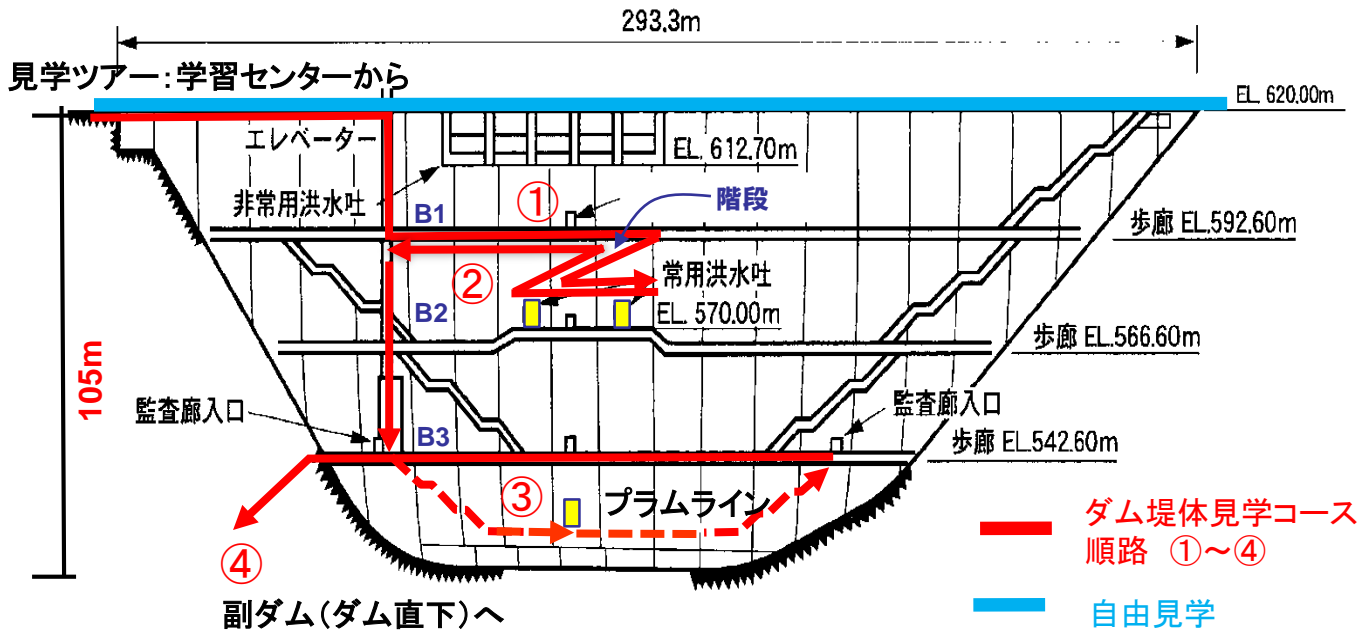 293.3m
見学ツアー：学習センターから
EL. 620.00m
エレベーター
EL. 612.70m
非常用洪水吐
B1
①
階段
歩廊 EL.592.60m
②
常用洪水吐
B2
EL. 570.00m
歩廊 EL.566.60m
105m
監査廊入口
B3
監査廊入口
歩廊 EL.542.60m
③
プラムライン
④
副ダム（ダム直下）へ
ダム堤体見学コース
順路 ①～④
自由見学